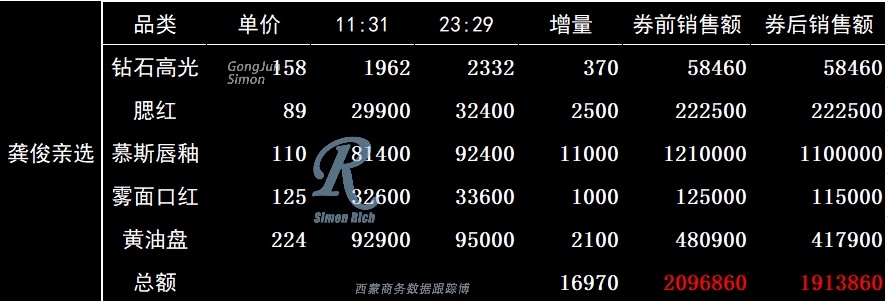 品类 单价 11:31 23:29 增量 券前销售额 券后销售额
钻石高光 158 1962 2332 370 58460 58460
GongJun
Simon
腮红 89 29900 32400 2500 222500 222500
龚俊亲选 慕斯唇釉 110 81400 92400 11000 1210000 1100000
R
雾面口红 125 32600 33600 1000 125000 115000
Simon Rich
黄油盘 224 92900 95000 2100 480900 417900
总额 16970 2096860 1913860
西蒙商务数据跟踪博